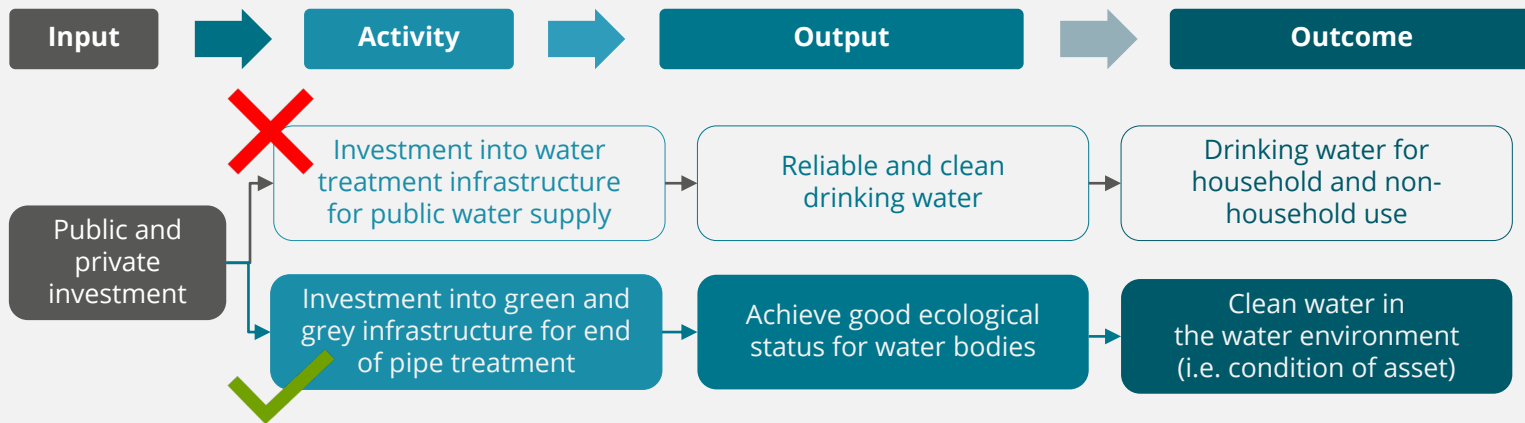 Input
Activity
Output
Outcome
Investment into water
treatment infrastructure
for public water supply
Reliable and clean
drinking water
Drinking water for
household and non-
household use
Public and
private
investment
Investment into green and
grey infrastructure for end
of pipe treatment
Achieve good ecological
status for water bodies
Clean water in
the water environment
(i.e. condition of asset)